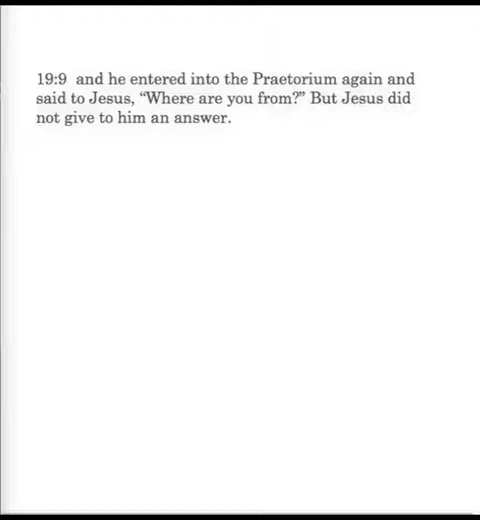 19:9  and he entered into the Praetorium again and
said to Jesus, “Where are you from?” But Jesus did
not give to him an answer.